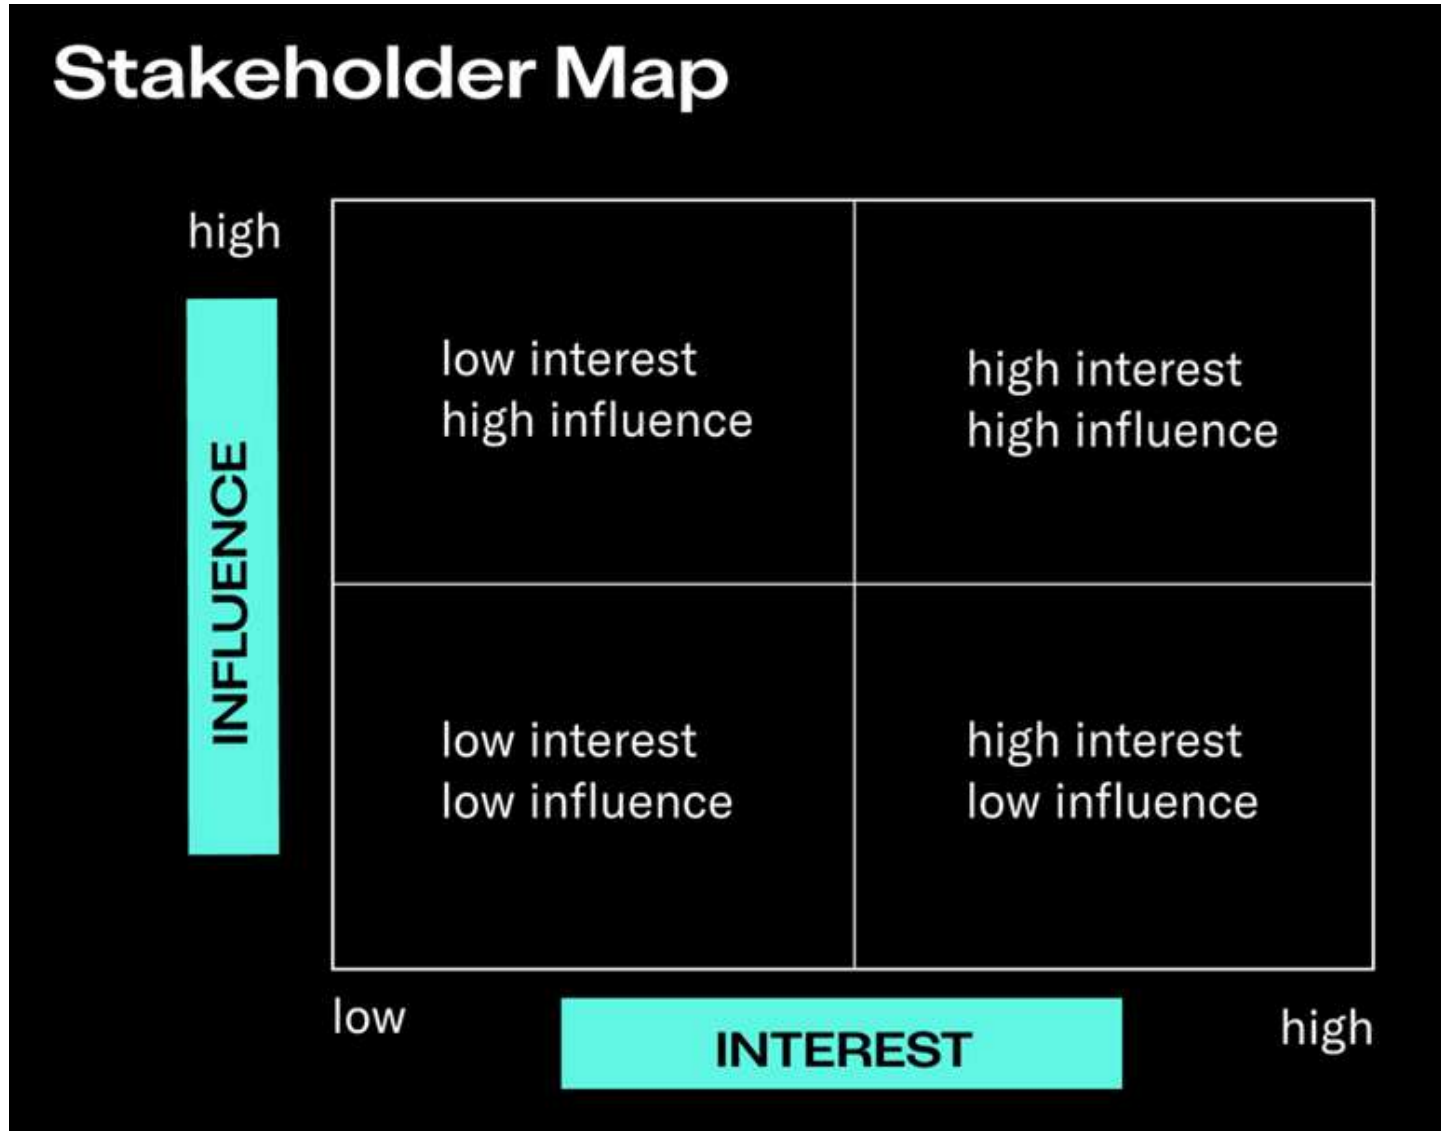 Stakeholder Map
high
low interest
high influence
high interest
high influence
INFLUENCE
low interest
low influence
high interest
low influence
low
INTEREST
high